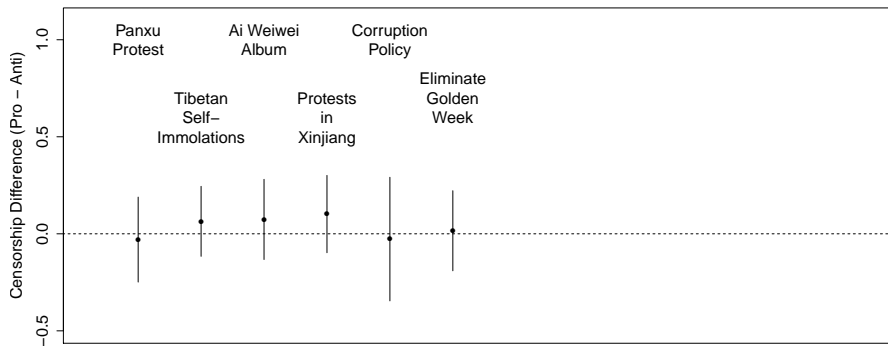 Panxu
Protest
Ai Weiwei
Album
Corruption
Policy
Tibetan
Self−
Immolations
Protests
in
Xinjiang
Eliminate
Golden
Week
Censorship Difference (Pro − Anti)
1.0
0.5
0.0
−0.5